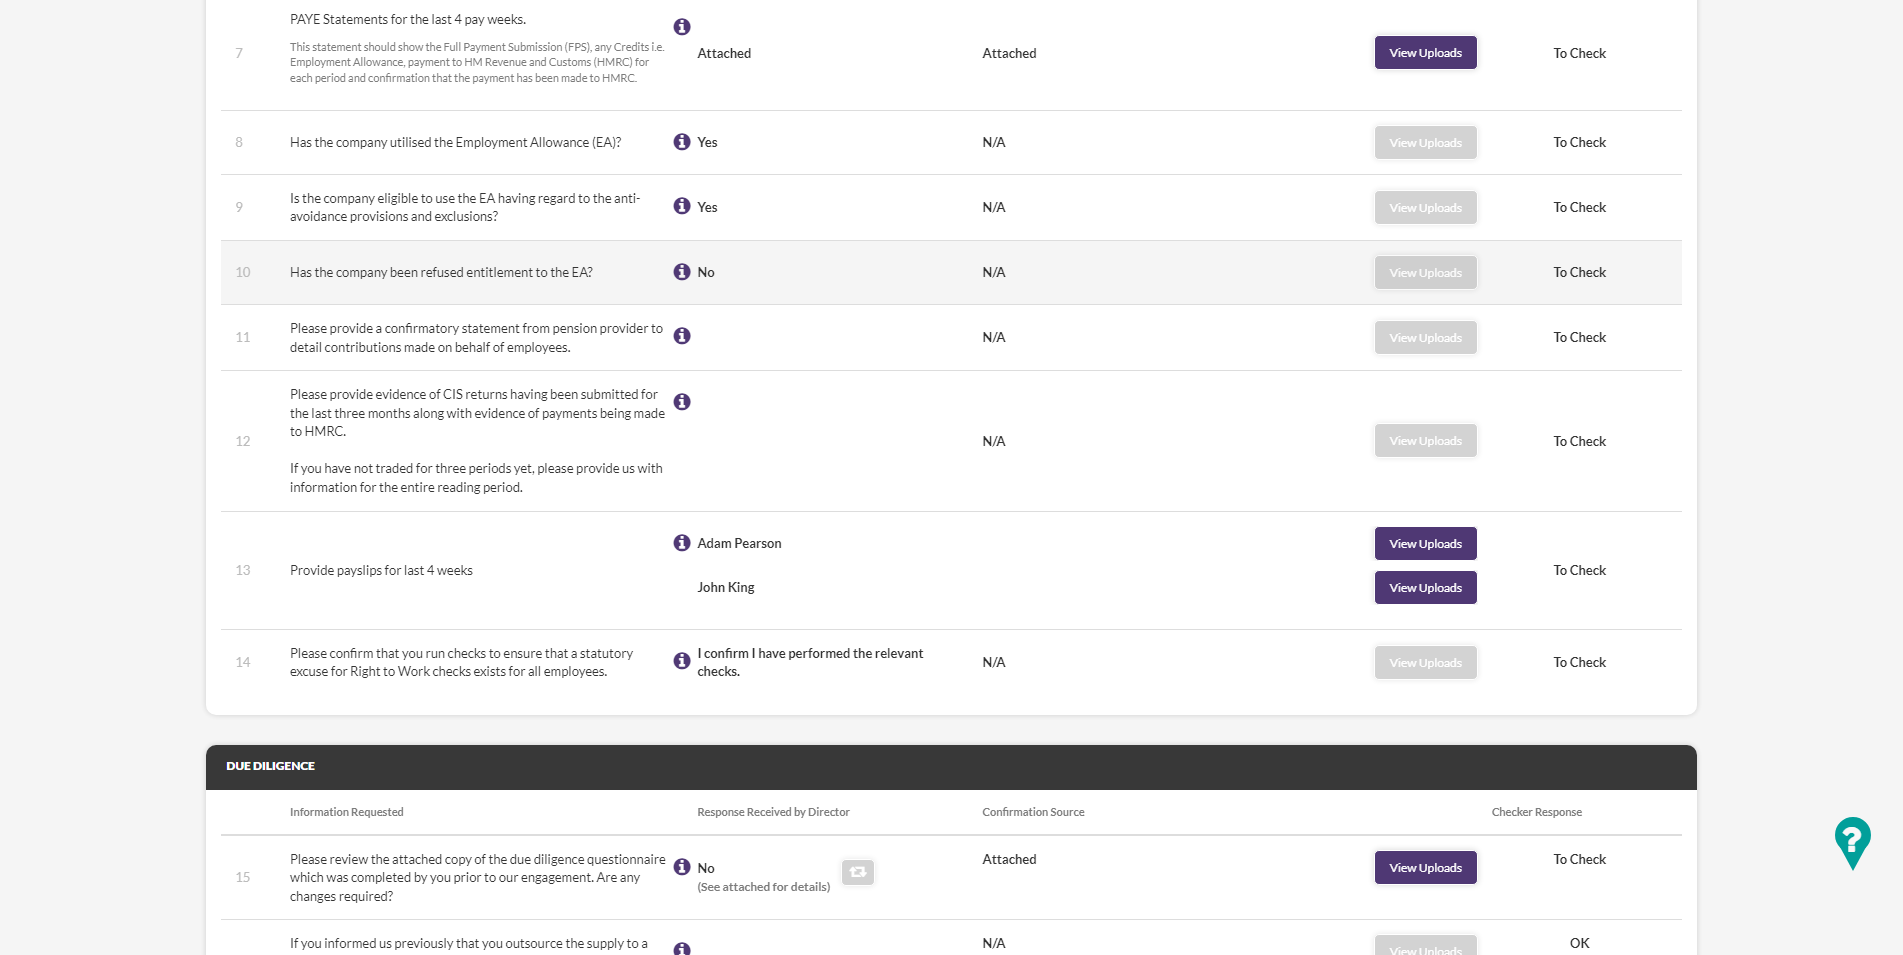 PAYE Statements for the last 4 pay weeks.
This statement should show the Full Payment Submission (FPS), any Credits i.e.
Employment Allowance, payment to HM Revenue and Customs (HMRC) for
each period and confirmation that the payment has been made to HMRC.
7
Attached
Attached
View Uploads
To Check
8
Has the company utilised the Employment Allowance (EA)?
Yes
N/A
View Uploads
To Check
9
Is the company eligible to use the EA having regard to the anti-
avoidance provisions and exclusions?
Yes
N/A
View Uploads
To Check
10
Has the company been refused entitlement to the EA?
No
N/A
View Uploads
To Check
11
Please provide a confirmatory statement from pension provider to
detail contributions made on behalf of employees.
N/A
View Uploads
To Check
12
Please provide evidence of CIS returns having been submitted for
the last three months along with evidence of payments being made
to HMRC.
If you have not traded for three periods yet, please provide us with
information for the entire reading period.
N/A
View Uploads
To Check
13
Provide payslips for last 4 weeks
Adam Pearson
View Uploads
John King
View Uploads
To Check
14
Please confirm that you run checks to ensure that a statutory
excuse for Right to Work checks exists for all employees.
I confirm I have performed the relevant
checks.
N/A
View Uploads
To Check
DUE DILIGENCE
Information Requested
Response Received by Director
Confirmation Source
Checker Response
15
Please review the attached copy of the due diligence questionnaire
which was completed by you prior to our engagement. Are any
changes required?
No
(See attached for details)
Attached
View Uploads
To Check
If you informed us previously that you outsource the supply to a
N/A
View Uploads
OK
?